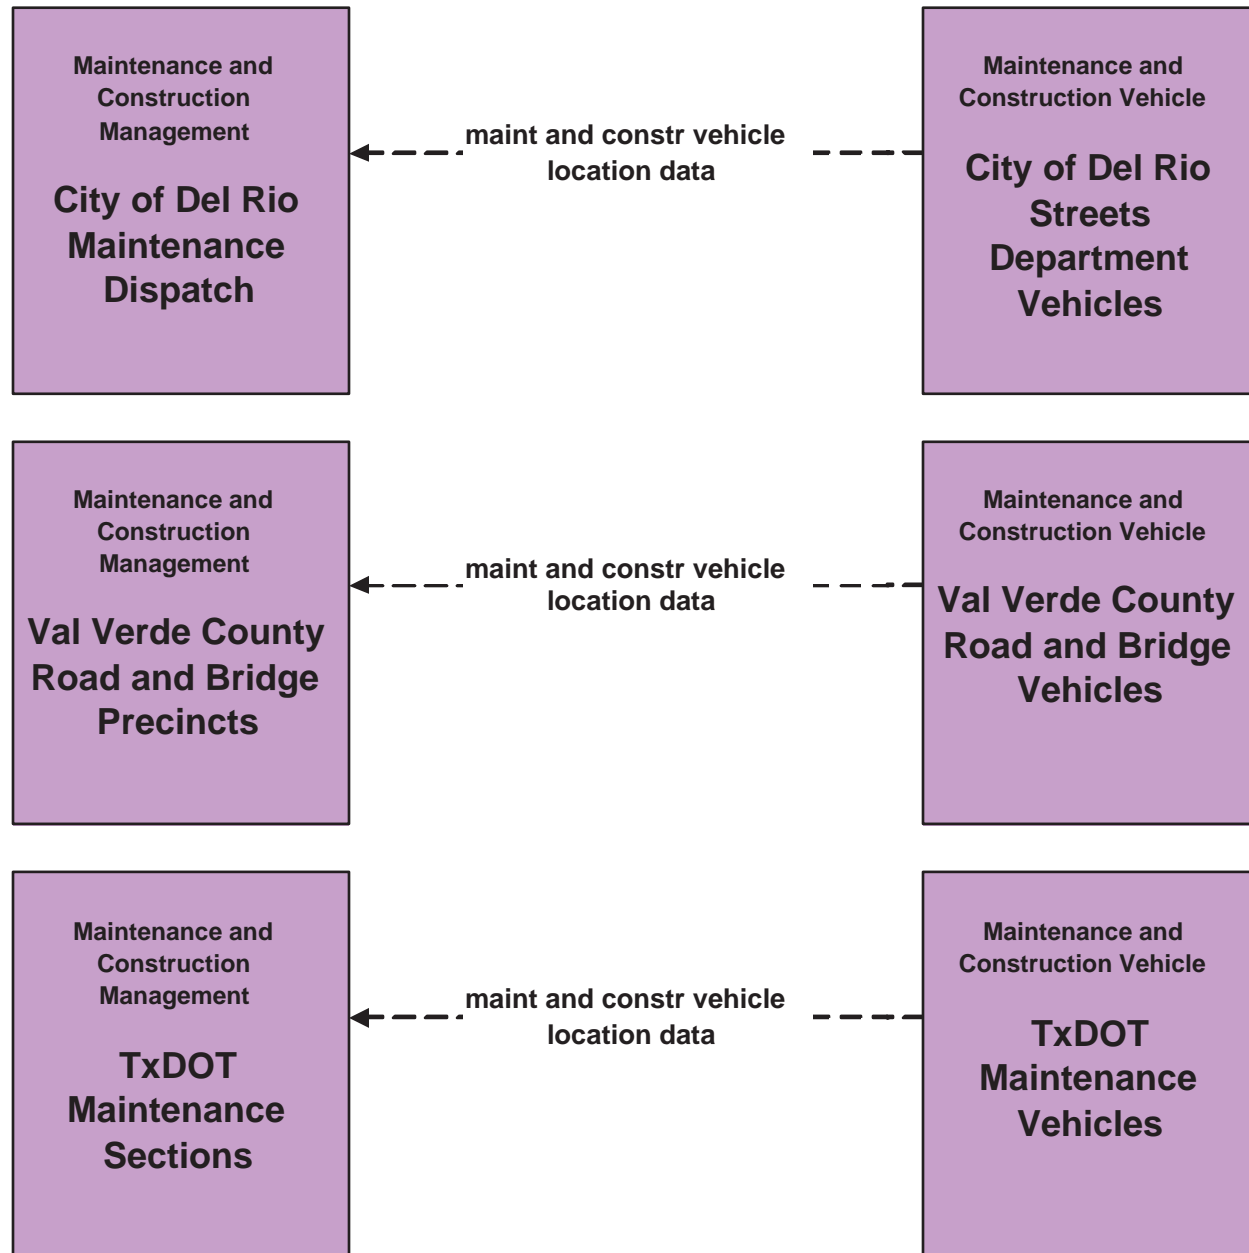 Maintenance and
Construction
Management
City of Del Rio
Maintenance
Dispatch
maint and constr vehicle
location data
Maintenance and
Construction Vehicle
City of Del Rio
Streets
Department
Vehicles
Maintenance and
Construction
Management
Val Verde County
Road and Bridge
Precincts
maint and constr vehicle
location data
Maintenance and
Construction Vehicle
Val Verde County
Road and Bridge
Vehicles
Maintenance and
Construction
Management
TxDOT
Maintenance
Sections
maint and constr vehicle
location data
Maintenance and
Construction Vehicle
TxDOT
Maintenance
Vehicles